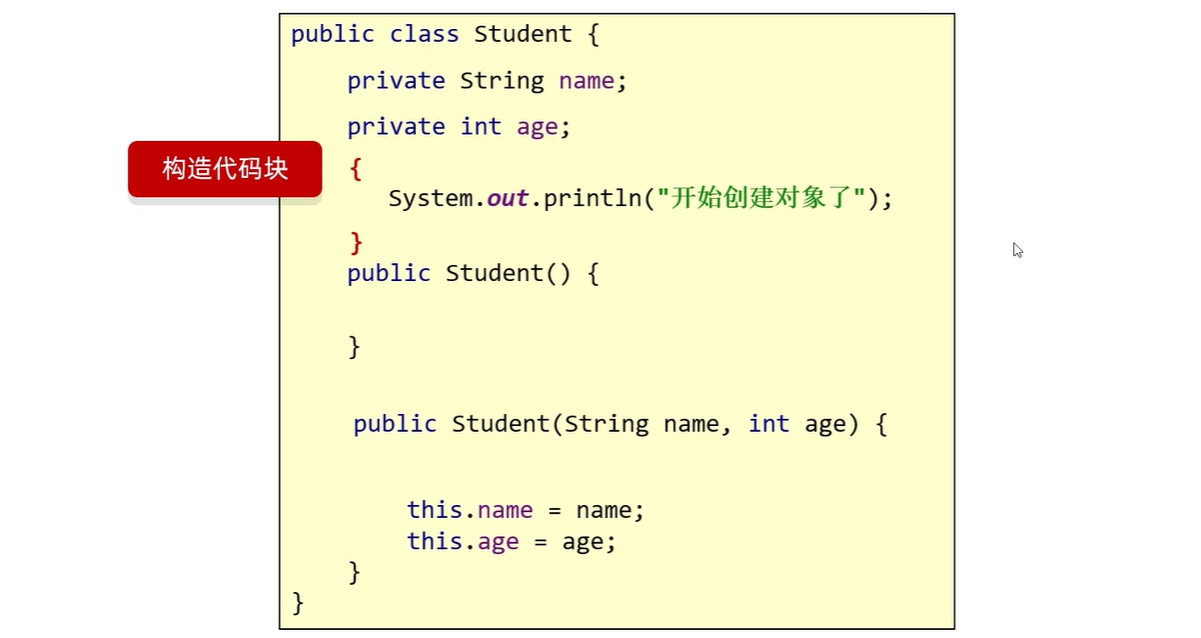 public class Student {
private String name;
private int age;
构造代码块
{
System.out.println("开始创建对象了");
}
public Student() {
}
public Student(String name, int age) {
this.name = name;
this.age = age;
}
}